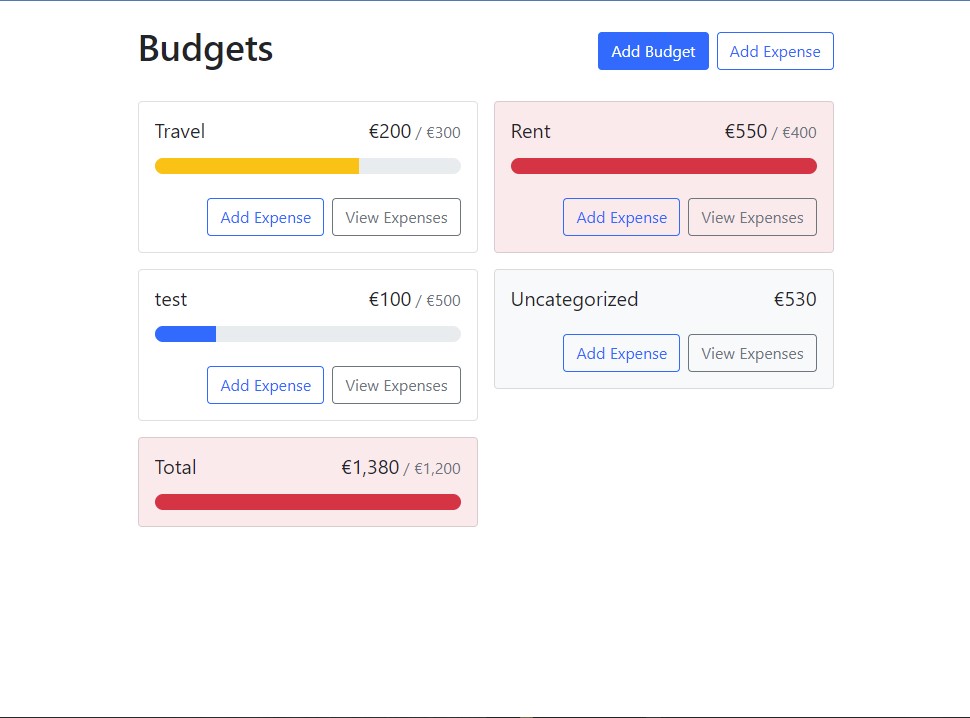 Budgets
Add Budget Add Expense
Travel €200 / €300
Add Expense View Expenses
Rent €550 / €400
Add Expense View Expenses
test €100 / €500
Add Expense View Expenses
Uncategorized €530
Add Expense View Expenses
Total €1,380 / €1,200